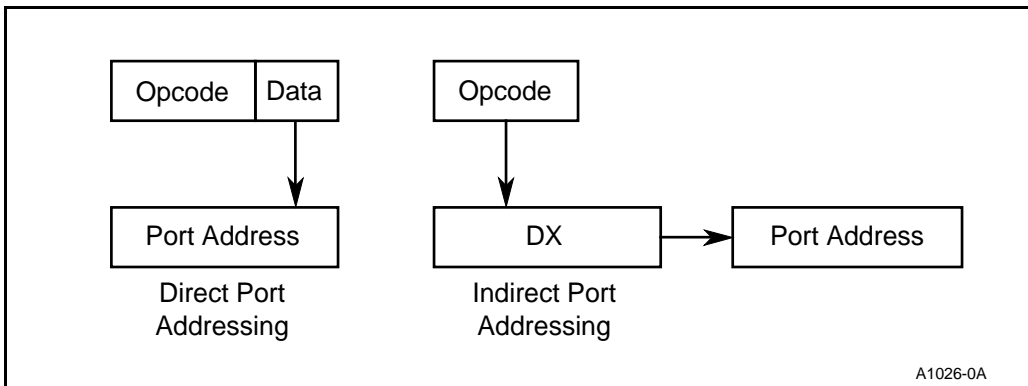 Opcode Data
Port Address
Direct Port
Addressing
Opcode
DX
Port Address
Indirect Port
Addressing
A1026-0A